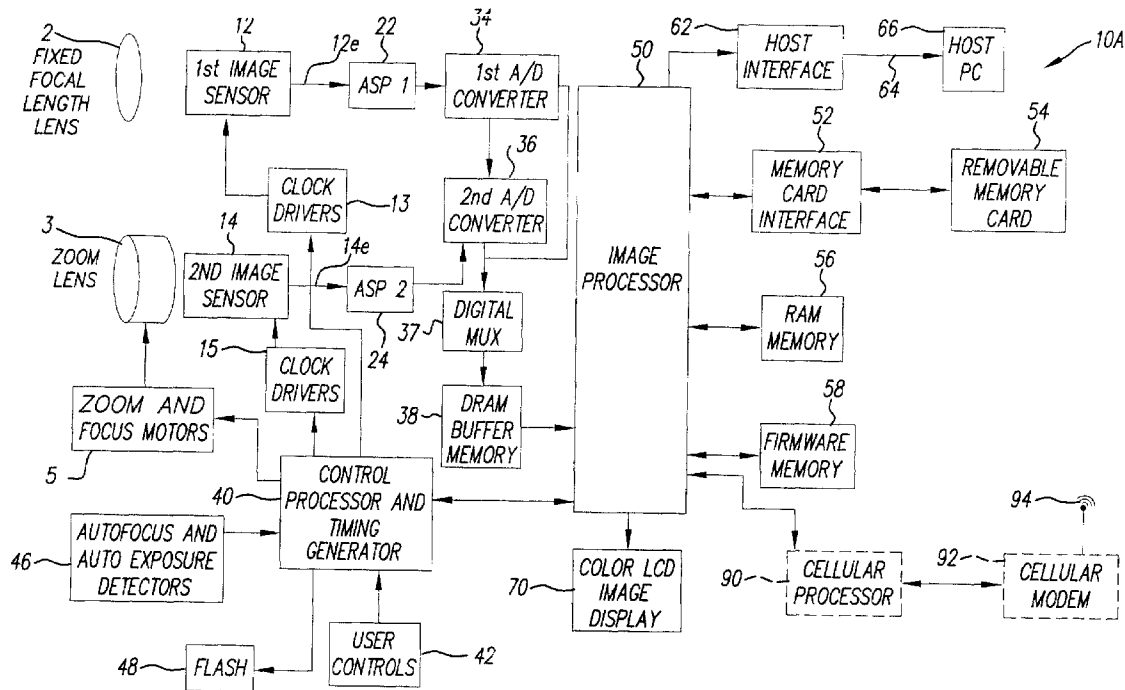 2
FIXED
FOCAL
LENGTH
LENS
12
1st IMAGE
SENSOR
12e
22
ASP 1
34
1st A/D
CONVERTER
50
62
HOST
INTERFACE
64
66
HOST
PC
10A
36
2nd A/D
CONVERTER
CLOCK
DRIVERS
13
52
MEMORY
CARD
INTERFACE
54
REMOVABLE
MEMORY
CARD
3
ZOOM
LENS
14
2ND IMAGE
SENSOR
14e
ASP 2
24
IMAGE
PROCESSOR
37
DIGITAL
MUX
56
RAM
MEMORY
15
CLOCK
DRIVERS
ZOOM AND
FOCUS MOTORS
5
38
DRAM
BUFFER
MEMORY
58
FIRMWARE
MEMORY
40
CONTROL
PROCESSOR AND
TIMING
GENERATOR
46
AUTOFOCUS AND
AUTO EXPOSURE
DETECTORS
70
COLOR LCD
IMAGE
DISPLAY
90
CELLULAR
PROCESSOR
92
CELLULAR
MODEM
94
48
FLASH
USER
CONTROLS
42